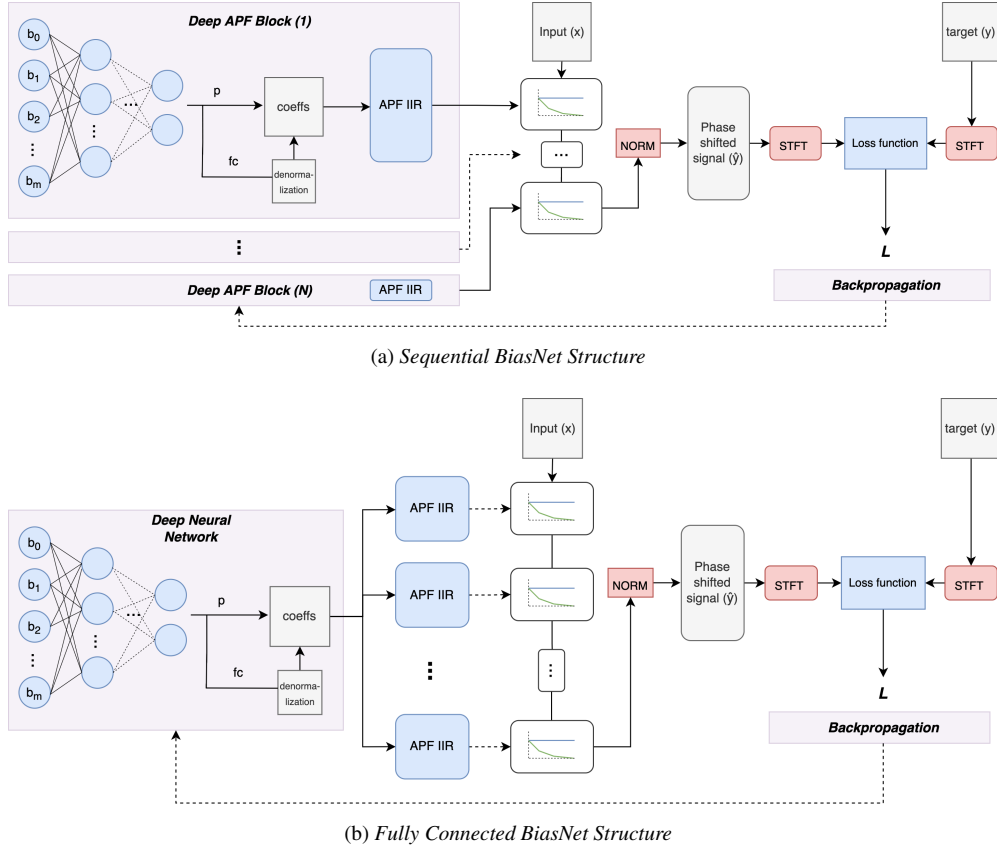 Deep APF Block (1)
b0
b1
b2
...
bm
...
...
p
fc
coeffs
denorma-
lization
APF IIR
Input (x)
...
NORM
Phase
shifted
signal (ŷ)
STFT
Loss function
target (y)
STFT
L
...
Deep APF Block (N)
APF IIR
Backpropagation
(a) Sequential BiasNet Structure
Deep Neural
Network
b0
b1
b2
...
bm
...
...
p
fc
coeffs
denorma-
lization
APF IIR
APF IIR
...
APF IIR
Input (x)
...
NORM
Phase
shifted
signal (ŷ)
STFT
Loss function
target (y)
STFT
L
Backpropagation
(b) Fully Connected BiasNet Structure